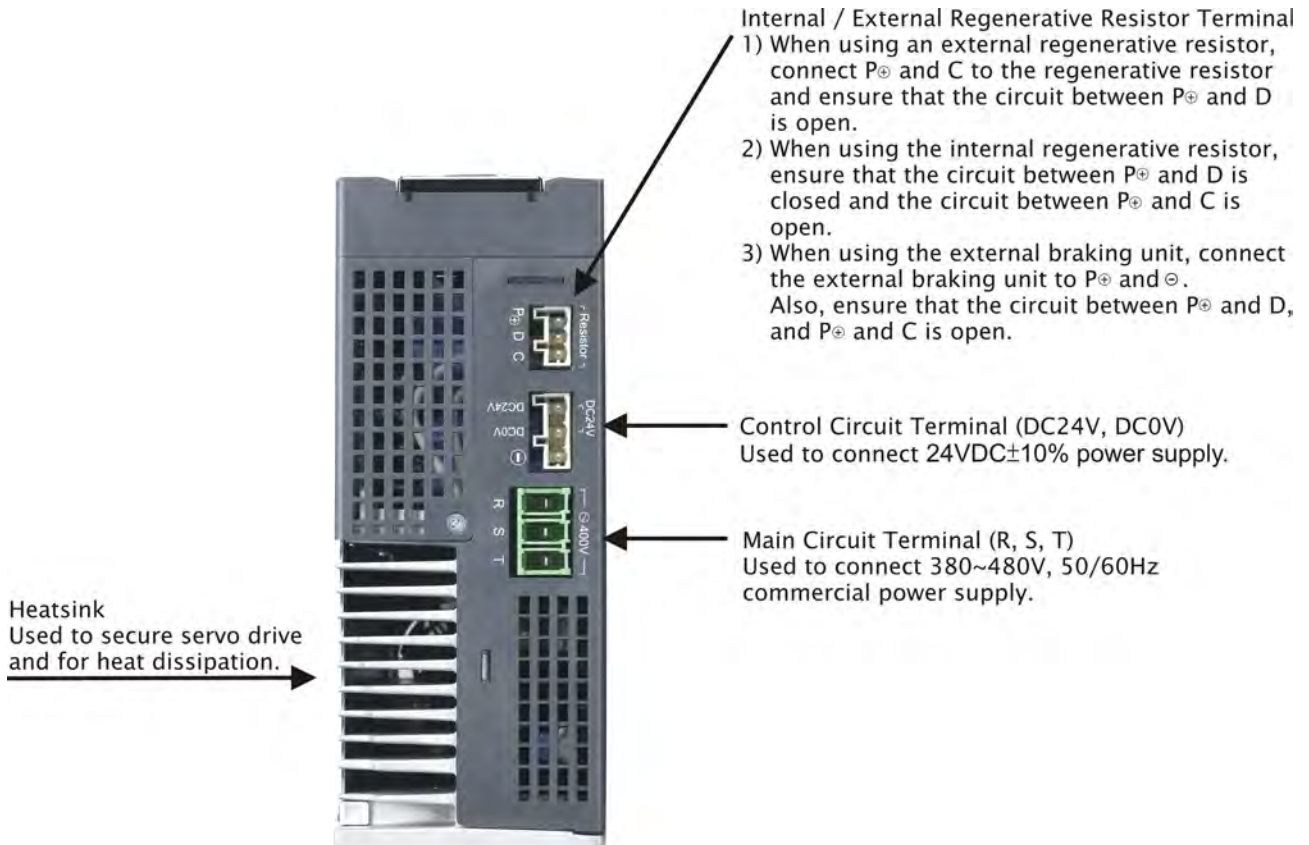 Internal / External Regenerative Resistor Terminal
1) When using an external regenerative resistor,
connect P⊕ and C to the regenerative resistor
and ensure that the circuit between P⊕ and D
is open.
2) When using the internal regenerative resistor,
ensure that the circuit between P⊕ and D is
closed and the circuit between P⊕ and C is
open.
3) When using the external braking unit, connect
the external braking unit to P⊕ and ⊖.
Also, ensure that the circuit between P⊕ and D,
and P⊕ and C is open.
P⊕ D C
Resistor
DC24V
DC0V
⊖
DC24V
Control Circuit Terminal (DC24V, DC0V)
Used to connect 24VDC±10% power supply.
R
S
T
400V
Main Circuit Terminal (R, S, T)
Used to connect 380~480V, 50/60Hz
commercial power supply.
Heatsink
Used to secure servo drive
and for heat dissipation.